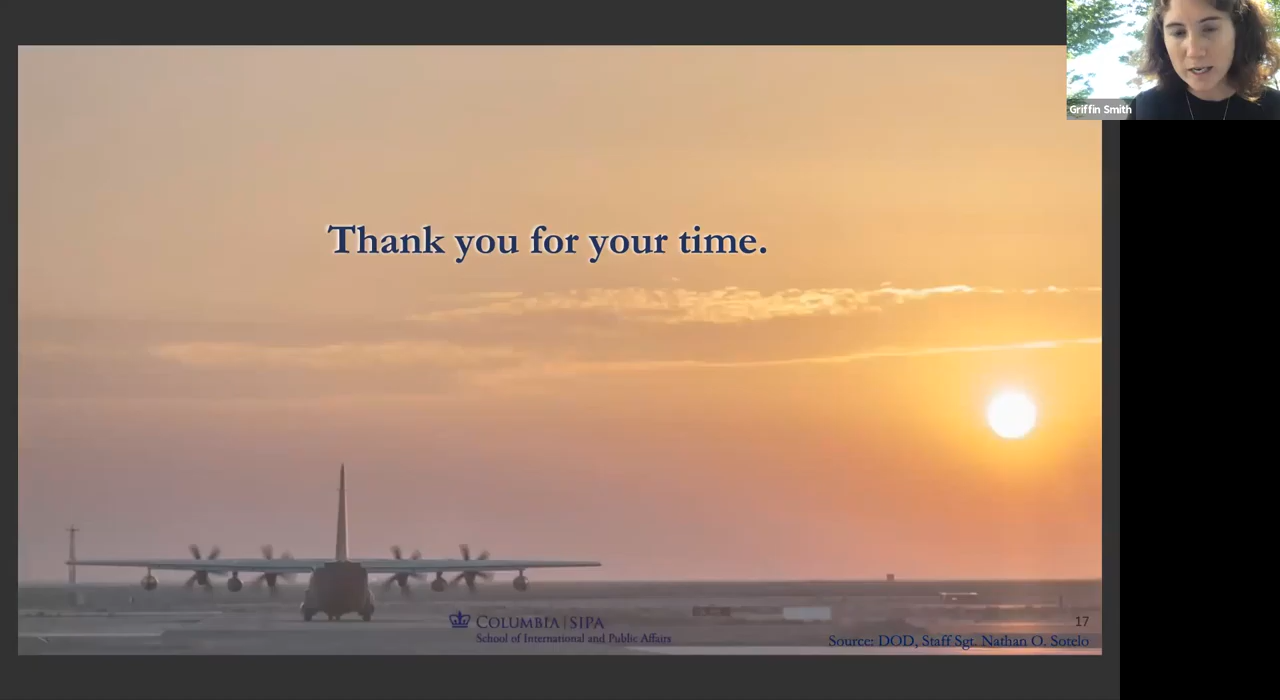 Griffin Smith
Thank you for your time.
COLUMBIA | SIPA
School of International and Public Affairs
17
Source: DOD, Staff Sgt. Nathan O. Sotelo